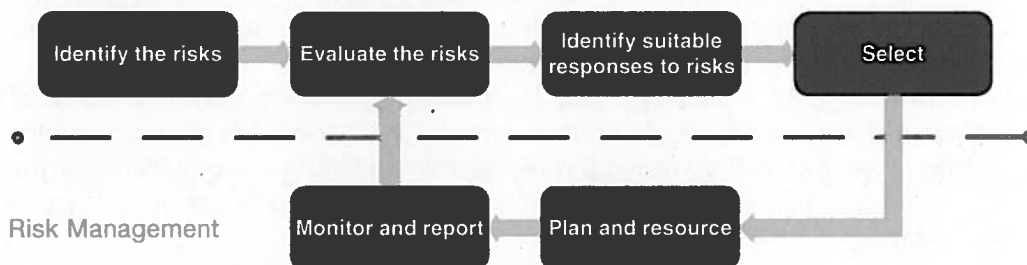 Identify the risks
Evaluate the risks
Identify suitable
responses to risks
Select
Risk Management
Monitor and report
Plan and resource